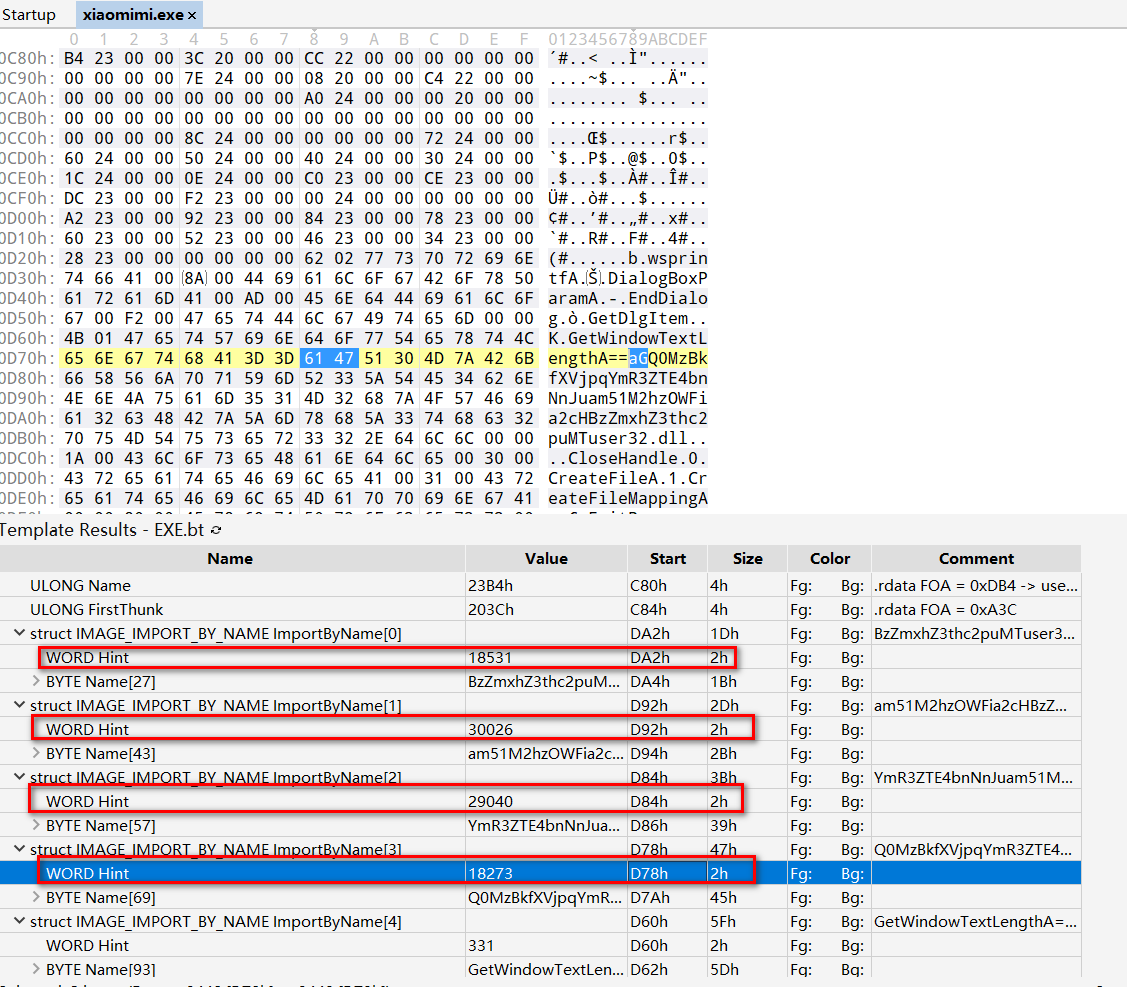 Startup xiaomimi.exe ×
0 1 2 3 4 5 6 7 8 9 A B C D E F 0123456789ABCDEF
0C80h: B4 23 00 00 3C 20 00 00 CC 22 00 00 00 00 00 00 ´#..< ..Ì"......
0C90h: 00 00 00 00 7E 24 00 00 08 20 00 00 C4 22 00 00 ....~$... ..Ä"..
0CA0h: 00 00 00 00 00 00 00 00 A0 24 00 00 00 20 00 00 ........ $... ..
0CB0h: 00 00 00 00 00 00 00 00 00 00 00 00 00 00 00 00 ................
0CC0h: 00 00 00 00 8C 24 00 00 00 00 00 00 72 24 00 00 ....Œ$......r$..
0CD0h: 60 24 00 00 50 24 00 00 40 24 00 00 30 24 00 00 `$..P$..@$..0$..
0CE0h: 1C 24 00 00 0E 24 00 00 C0 23 00 00 CE 23 00 00 .$...$..À#..Î#..
0CF0h: DC 23 00 00 F2 23 00 00 00 24 00 00 00 00 00 00 Ü#..ò#...$......
0D00h: A2 23 00 00 92 23 00 00 84 23 00 00 78 23 00 00 ¢#..’#..„#..x#..
0D10h: 60 23 00 00 52 23 00 00 46 23 00 00 34 23 00 00 `#..R#..F#..4#..
0D20h: 28 23 00 00 00 00 00 00 62 02 77 73 70 72 69 6E (#......b.wsprin
0D30h: 74 66 41 00 (8A) 00 44 69 61 6C 6F 67 42 6F 78 50 tfA.(Š).DialogBoxP
0D40h: 61 72 61 6D 41 00 AD 00 45 6E 64 44 69 61 6C 6F aramA.-.EndDialo
0D50h: 67 00 F2 00 47 65 74 44 6C 67 49 74 65 6D 00 00 g.ò.GetDlgItem..
0D60h: 4B 01 47 65 74 57 69 6E 64 6F 77 54 65 78 74 4C K.GetWindowTextL
0D70h: 65 6E 67 74 68 41 3D 3D 61 47 51 30 4D 7A 42 6B engthA==aGQ0MzBk
0D80h: 66 58 56 6A 70 71 59 6D 52 33 5A 54 45 34 62 6E fXVjpqYmR3ZTE4bn
0D90h: 4E 6E 4A 75 61 6D 35 31 4D 32 68 7A 4F 57 46 69 NnJuam51M2hzOWFi
0DA0h: 61 32 63 48 42 7A 5A 6D 78 68 5A 33 74 68 63 32 a2cHBzZmxhZ3thc2
0DB0h: 70 75 4D 54 75 73 65 72 33 32 2E 64 6C 6C 00 00 puMTuser32.dll..
0DC0h: 1A 00 43 6C 6F 73 65 48 61 6E 64 6C 65 00 30 00 ..CloseHandle.0.
0DD0h: 43 72 65 61 74 65 46 69 6C 65 41 00 31 00 43 72 CreateFileA.1.Cr
0DE0h: 65 61 74 65 46 69 6C 65 4D 61 70 70 69 6E 67 41 eateFileMappingA
Template Results - EXE.bt
Name Value Start Size Color Comment
ULONG Name 23B4h C80h 4h Fg: Bg: .rdata FOA = 0xDB4 -> use...
ULONG FirstThunk 203Ch C84h 4h Fg: Bg: .rdata FOA = 0xA3C
struct IMAGE_IMPORT_BY_NAME ImportByName[0] DA2h 1Dh Fg: Bg: BzZmxhZ3thc2puMTuser3...
WORD Hint 18531 DA2h 2h Fg: Bg:
BYTE Name[27] BzZmxhZ3thc2puM... DA4h 1Bh Fg: Bg:
struct IMAGE_IMPORT_BY_NAME ImportByName[1] D92h 2Dh Fg: Bg: am51M2hzOWFia2cHBzZ...
WORD Hint 30026 D92h 2h Fg: Bg:
BYTE Name[43] am51M2hzOWFia2c... D94h 2Bh Fg: Bg:
struct IMAGE_IMPORT_BY_NAME ImportByName[2] D84h 3Bh Fg: Bg: YmR3ZTE4bnNnJuam51M...
WORD Hint 29040 D84h 2h Fg: Bg:
BYTE Name[57] YmR3ZTE4bnNnJua... D86h 39h Fg: Bg:
struct IMAGE_IMPORT_BY_NAME ImportByName[3] D78h 47h Fg: Bg: Q0MzBkfXVjpqYmR3ZTE4...
WORD Hint 18273 D78h 2h Fg: Bg:
BYTE Name[69] Q0MzBkfXVjpqYmR... D7Ah 45h Fg: Bg:
struct IMAGE_IMPORT_BY_NAME ImportByName[4] D60h 5Fh Fg: Bg: GetWindowTextLengthA=...
WORD Hint 331 D60h 2h Fg: Bg:
BYTE Name[93] GetWindowTextLen... D62h 5Dh Fg: Bg: